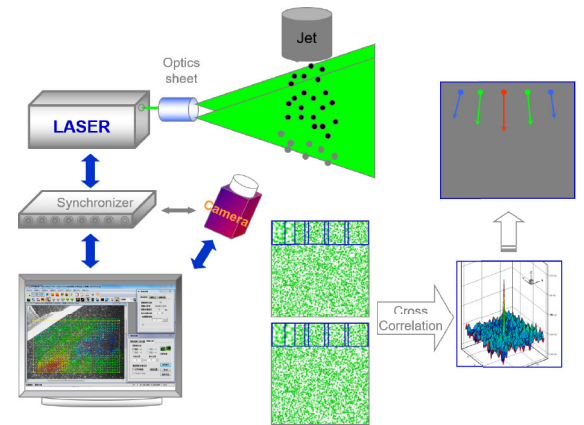 Jet
Optics
sheet
LASER
Synchronizer
Camera
Cross
Correlation